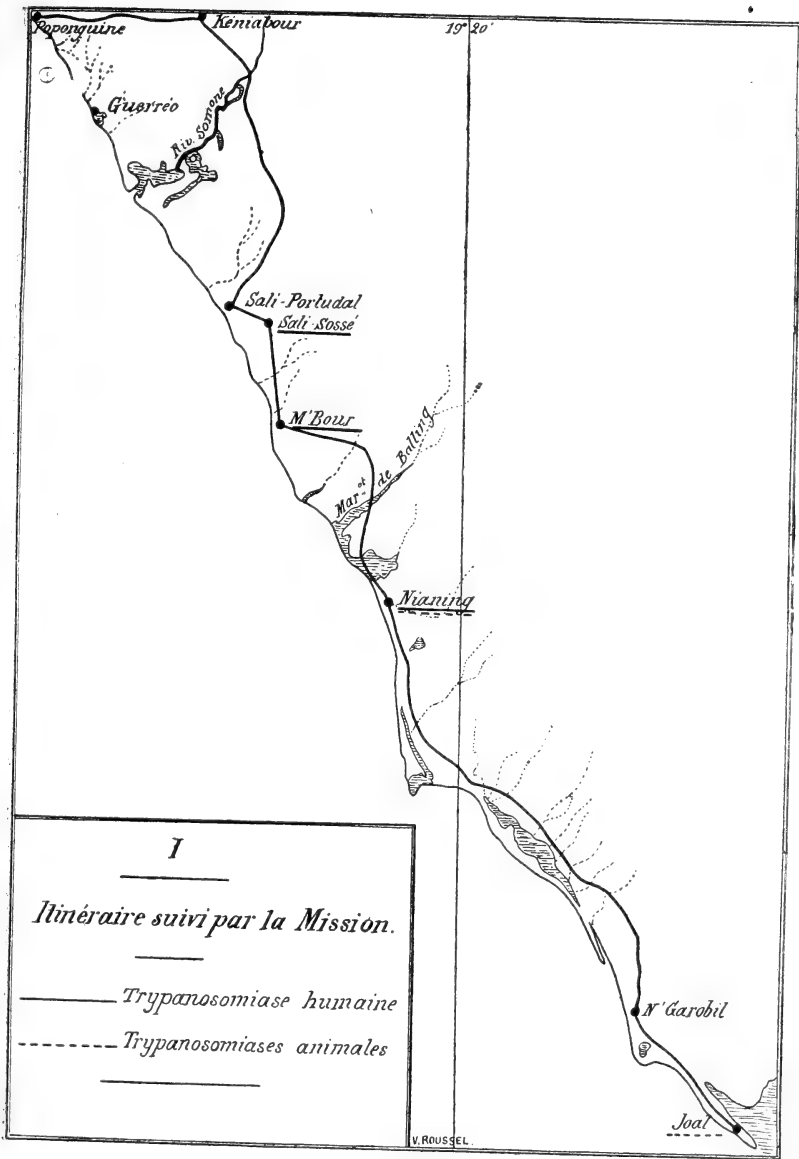 Poponguine
Kéniabour
19° 20'
Guerréo
Riv. Somone
Sali-Portudal
Sali-Sossé
M'Bour
Mar.ot de Balling
Nianing
I
Itinéraire suivi par la Mission.
Trypanosomiase humaine
Trypanosomiases animales
N'Garobil
Joal
V. ROUSSEL.